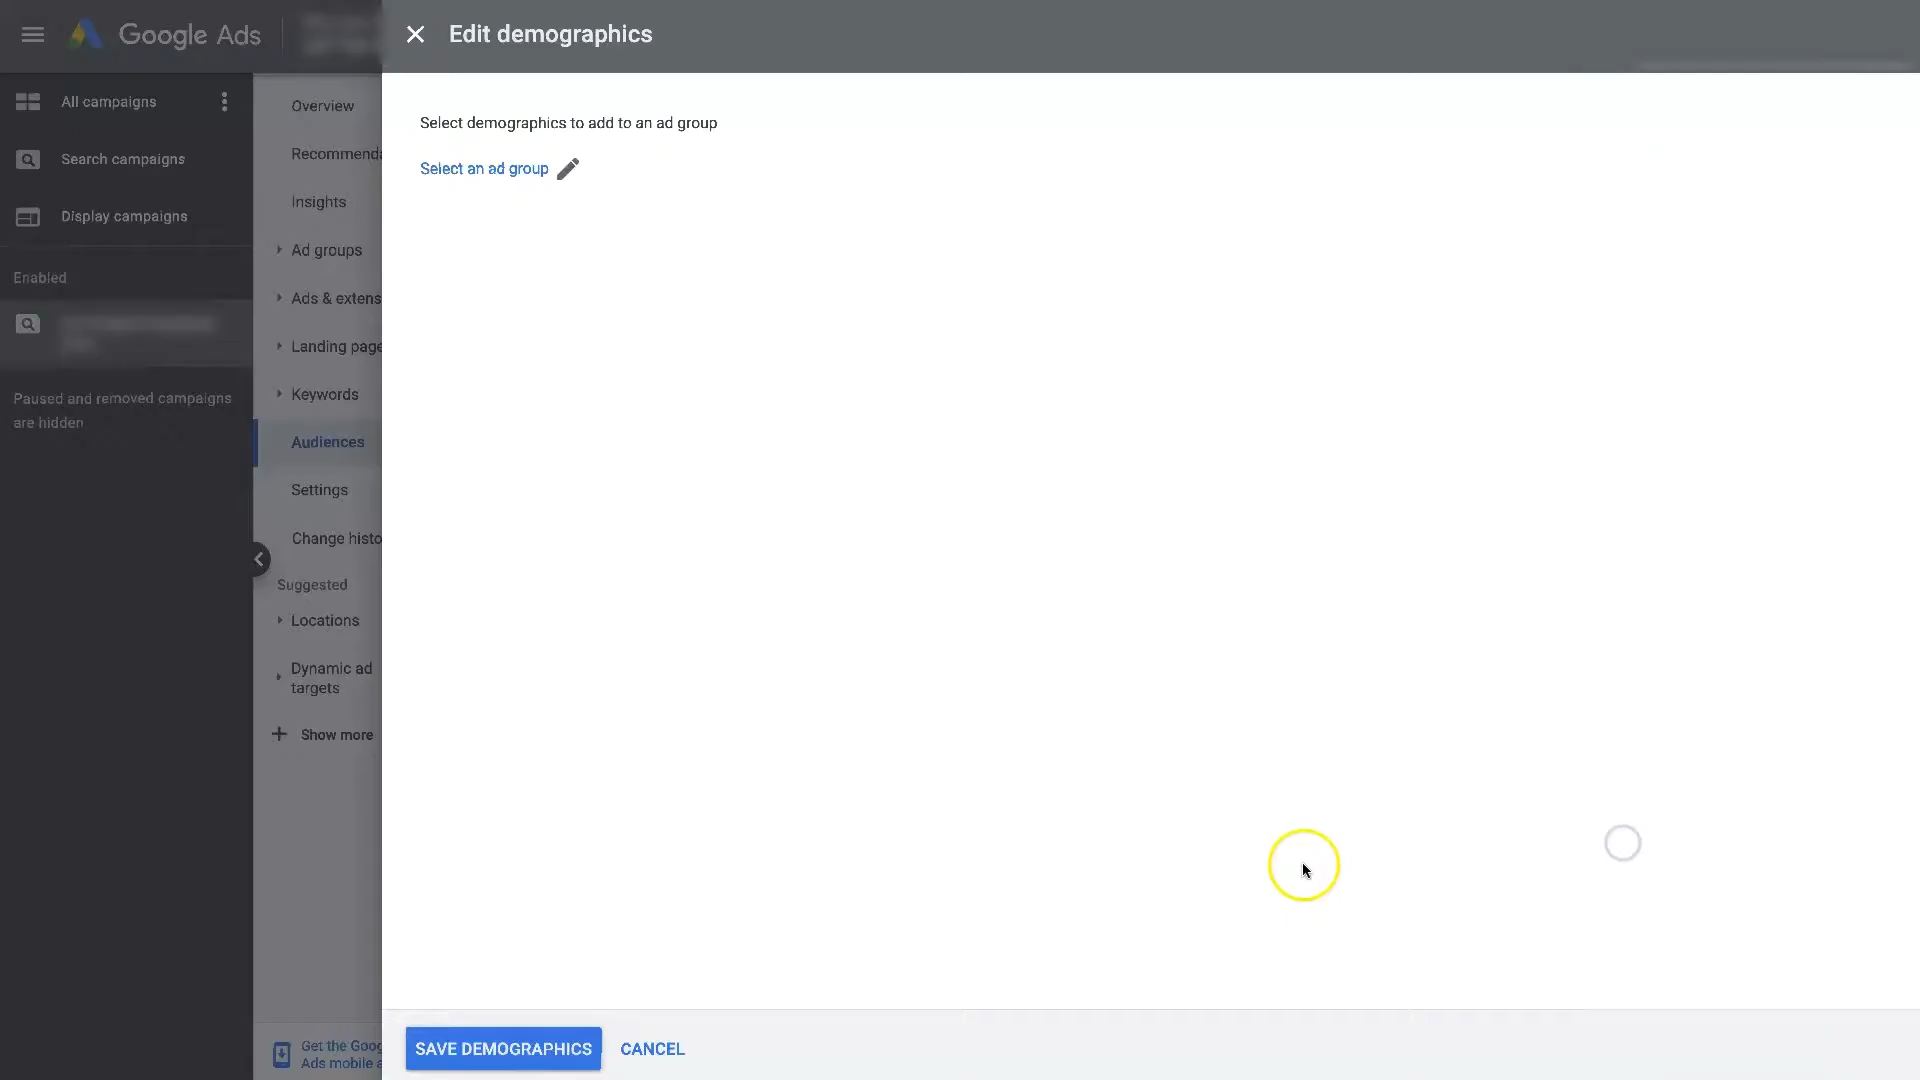 Google Ads
Edit demographics
All campaigns
Search campaigns
Display campaigns
Enabled
Paused and removed campaigns
are hidden
Overview
Recommenda
Insights
Ad groups
Ads & extens
Landing page
Keywords
Audiences
Settings
Change histo
Suggested
Locations
Dynamic ad
targets
Show more
Get the Goog
Ads mobile a
Select demographics to add to an ad group
Select an ad group
SAVE DEMOGRAPHICS
CANCEL